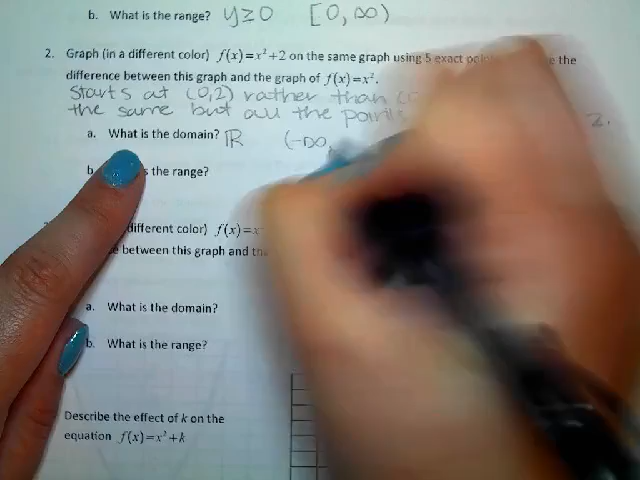 b. What is the range? y≥0 [0,∞)
2. Graph (in a different color) f(x)=x²+2 on the same graph using 5 exact the
difference between this graph and the graph of f(x)=x².
Starts at (0,2) rather than
the same but all the points 2.
a. What is the domain? ℝ (-∞,
b. the range?
different color) f(x)=x
between this graph and
a. What is the domain?
b. What is the range?
Describe the effect of k on the
equation f(x)=x²+k